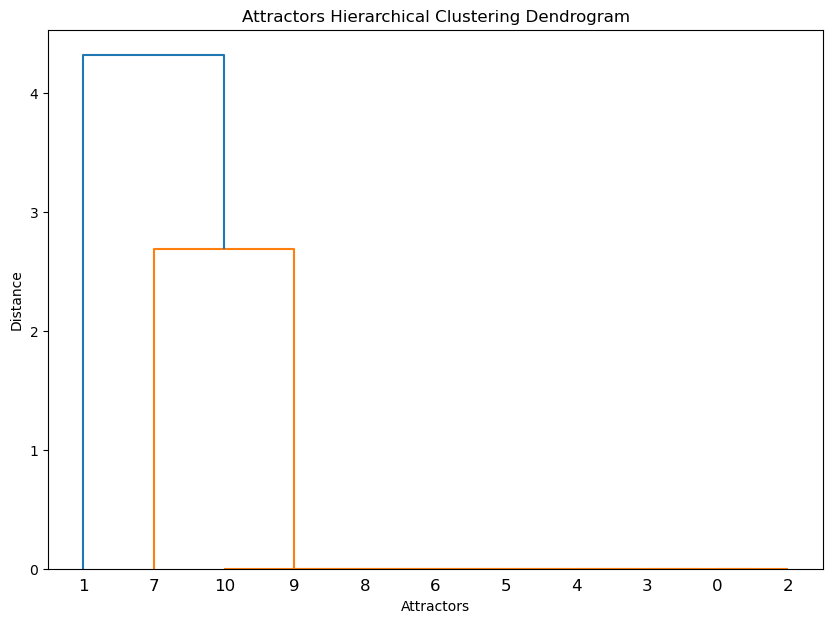 Attractors Hierarchical Clustering Dendrogram
4
3
2
1
0
Distance
1 7 10 9 8 6 5 4 3 0 2
Attractors